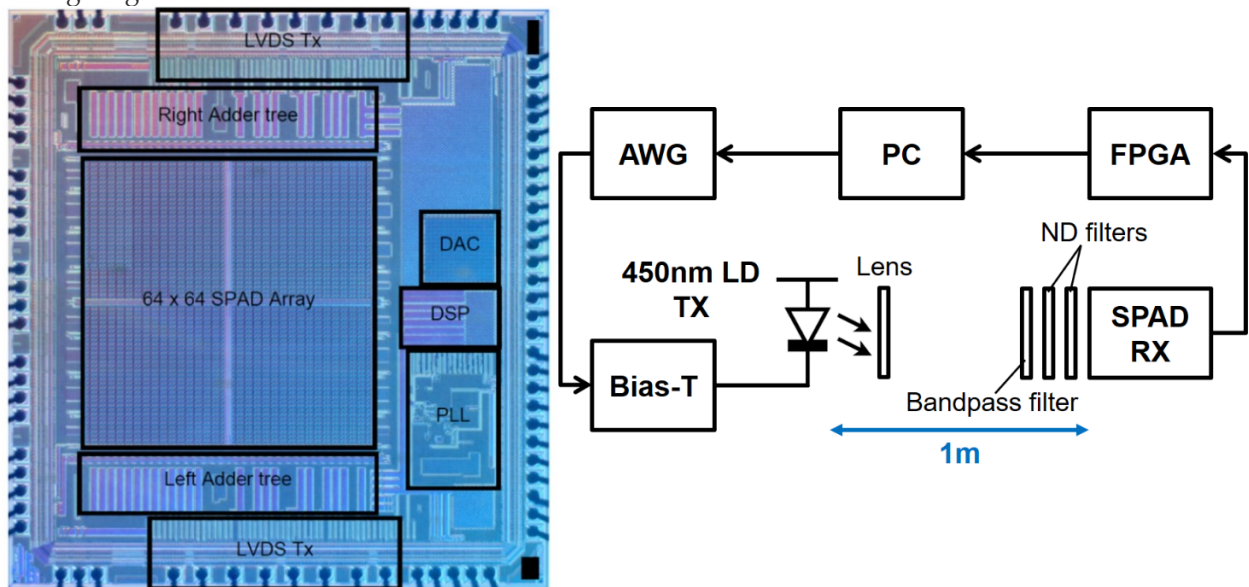 LVDS Tx
Right Adder tree
64 x 64 SPAD Array
DAC
DSP
PLL
Left Adder tree
LVDS Tx
AWG
PC
FPGA
ND filters
450nm LD
TX
Lens
SPAD
RX
Bias-T
Bandpass filter
1m